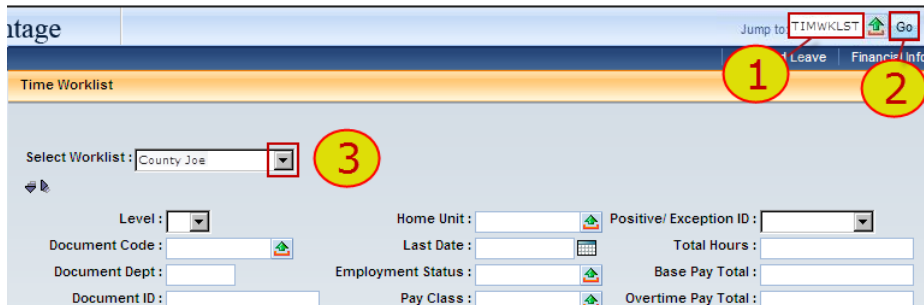 ntage
Jump to: TIMWKLST Go
1
2
Leave Financial Info
Time Worklist
Select Worklist : County Joe
3
Level : Home Unit : Positive/ Exception ID :
Document Code : Last Date : Total Hours :
Document Dept : Employment Status : Base Pay Total :
Document ID : Pay Class : Overtime Pay Total :